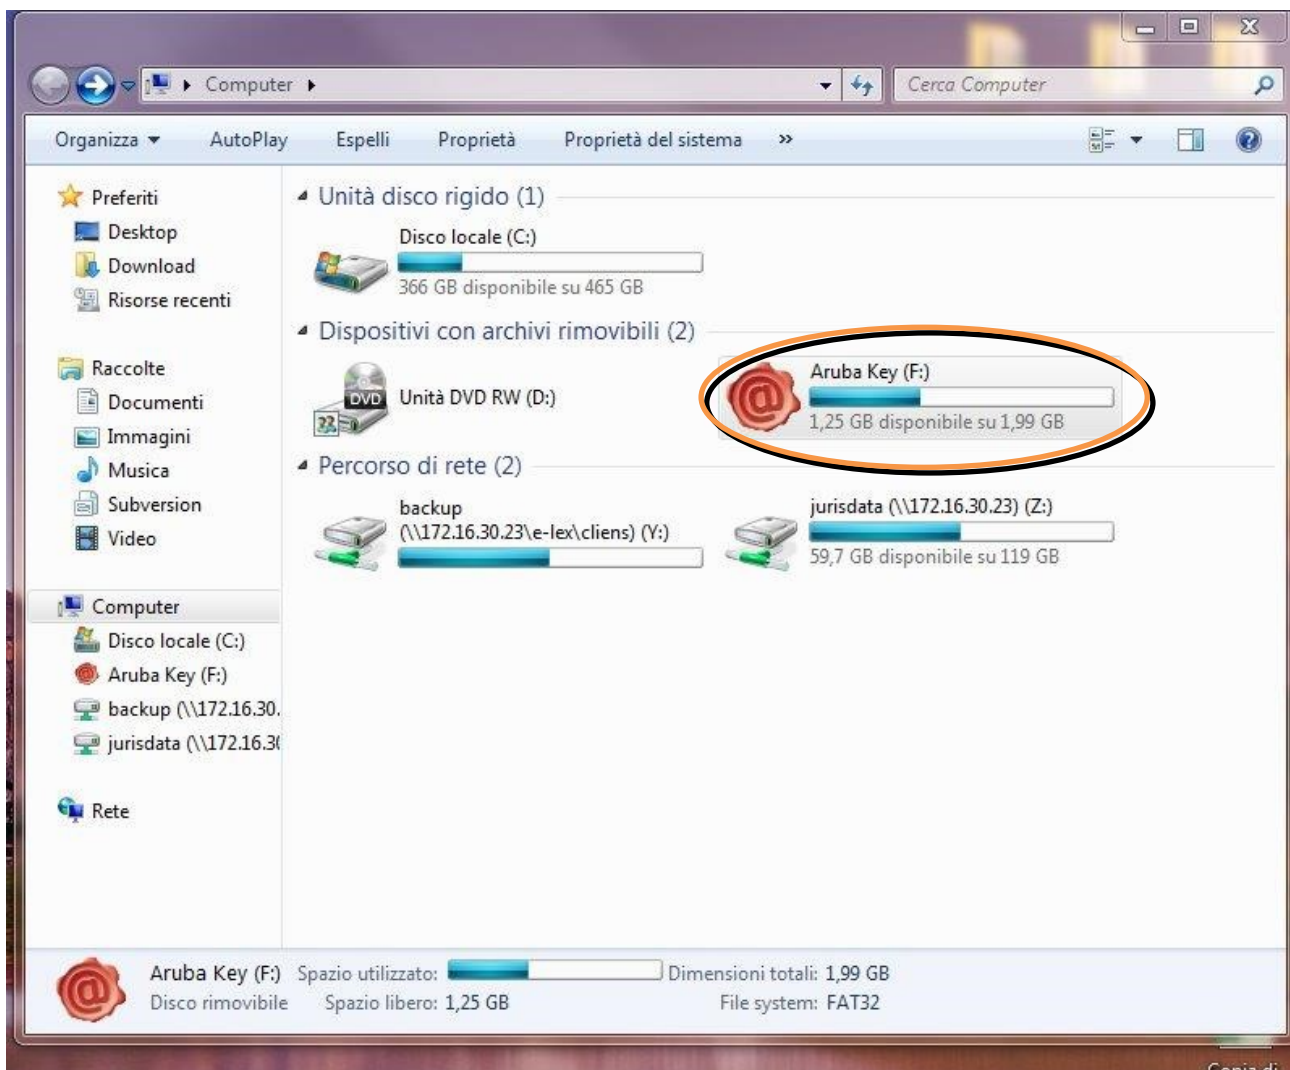 Computer
Cerca Computer
Organizza
AutoPlay
Espelli
Proprietà
Proprietà del sistema
»
Preferiti
Desktop
Download
Risorse recenti
Raccolte
Documenti
Immagini
Musica
Subversion
Video
Computer
Disco locale (C:)
Aruba Key (F:)
backup (\\172.16.30.
jurisdata (\\172.16.30
Rete
Unità disco rigido (1)
Disco locale (C:)
366 GB disponibile su 465 GB
Dispositivi con archivi rimovibili (2)
DVD
Unità DVD RW (D:)
Aruba Key (F:)
1,25 GB disponibile su 1,99 GB
Percorso di rete (2)
backup
(\\172.16.30.23\e-lex\cliens) (Y:)
jurisdata (\\172.16.30.23) (Z:)
59,7 GB disponibile su 119 GB
Aruba Key (F:) Spazio utilizzato: Dimensioni totali: 1,99 GB
Disco rimovibile Spazio libero: 1,25 GB File system: FAT32
Copia di